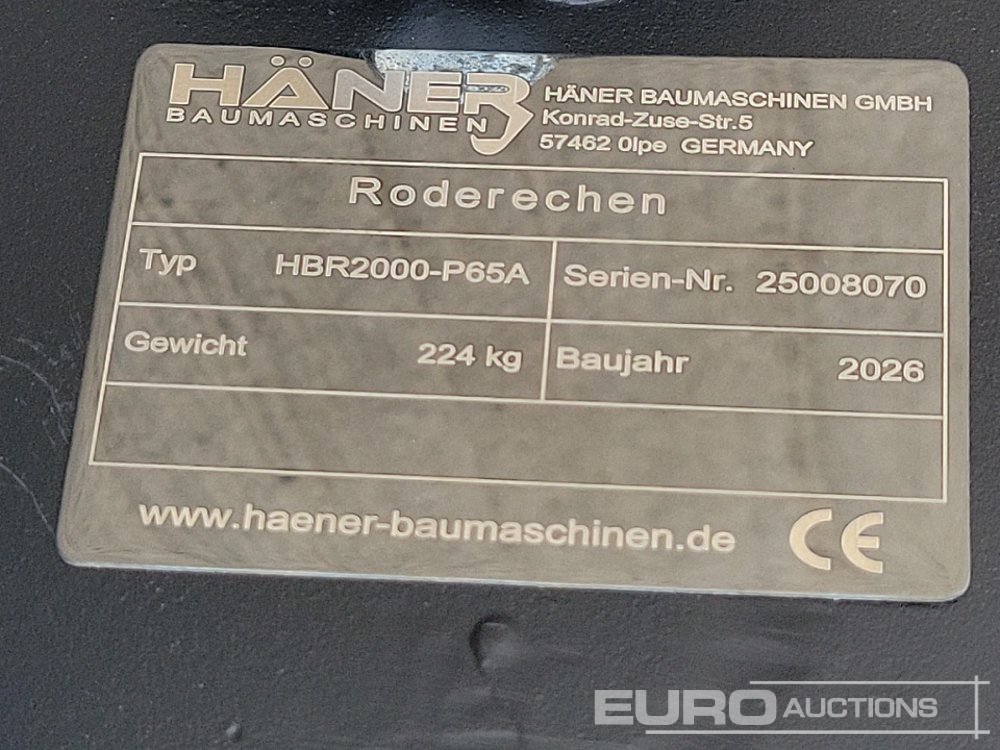 HÄNER
BAUMASCHINEN
HÄNER BAUMASCHINEN GMBH
Konrad-Zuse-Str.5
57462 Olpe GERMANY
Roderechen
Typ HBR2000-P65A Serien-Nr. 25008070
Gewicht 224 kg Baujahr 2026
www.haener-baumaschinen.de CE
EURO AUCTIONS